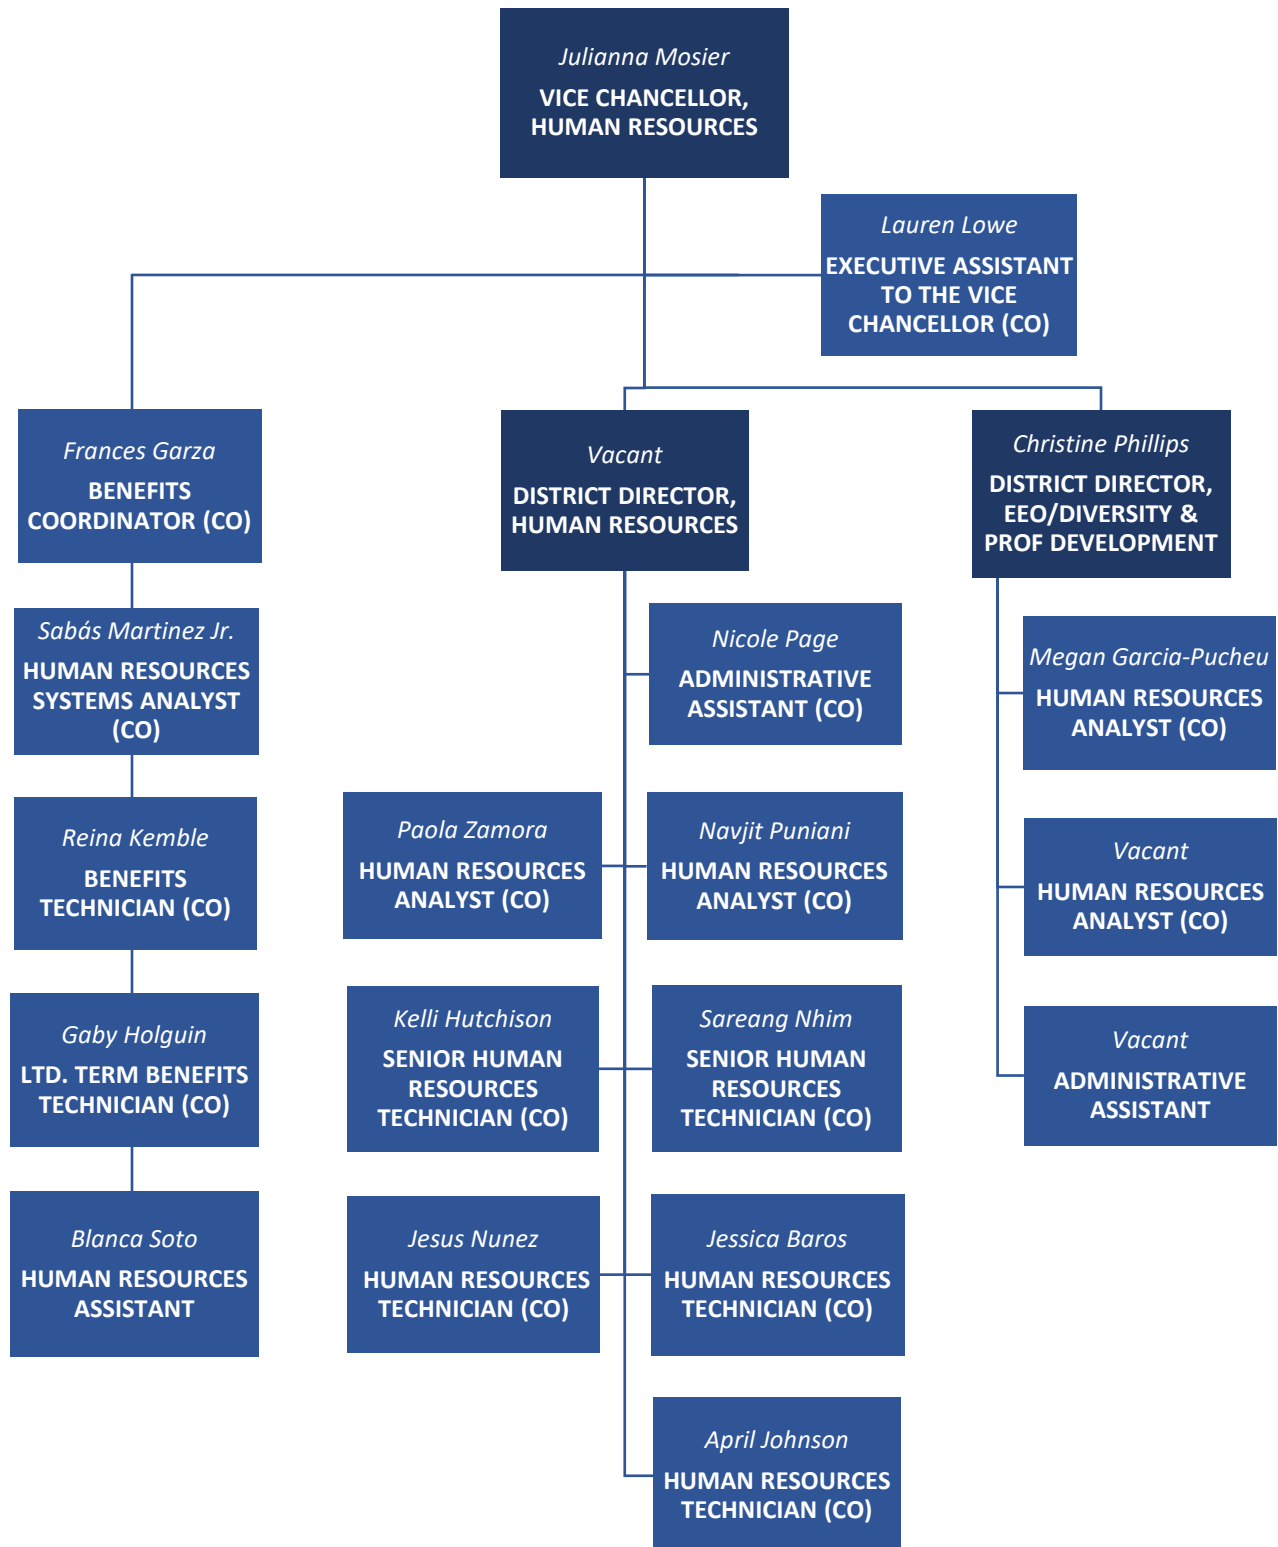 Julianna Mosier
VICE CHANCELLOR,
HUMAN RESOURCES
Lauren Lowe
EXECUTIVE ASSISTANT
TO THE VICE
CHANCELLOR (CO)
Frances Garza
BENEFITS
COORDINATOR (CO)
Sabás Martinez Jr.
HUMAN RESOURCES
SYSTEMS ANALYST
(CO)
Reina Kemble
BENEFITS
TECHNICIAN (CO)
Gaby Holguin
LTD. TERM BENEFITS
TECHNICIAN (CO)
Blanca Soto
HUMAN RESOURCES
ASSISTANT
Vacant
DISTRICT DIRECTOR,
HUMAN RESOURCES
Nicole Page
ADMINISTRATIVE
ASSISTANT (CO)
Paola Zamora
HUMAN RESOURCES
ANALYST (CO)
Navjit Puniani
HUMAN RESOURCES
ANALYST (CO)
Kelli Hutchison
SENIOR HUMAN
RESOURCES
TECHNICIAN (CO)
Sareang Nhim
SENIOR HUMAN
RESOURCES
TECHNICIAN (CO)
Jesus Nunez
HUMAN RESOURCES
TECHNICIAN (CO)
Jessica Baros
HUMAN RESOURCES
TECHNICIAN (CO)
April Johnson
HUMAN RESOURCES
TECHNICIAN (CO)
Christine Phillips
DISTRICT DIRECTOR,
EEO/DIVERSITY &
PROF DEVELOPMENT
Megan Garcia-Pucheu
HUMAN RESOURCES
ANALYST (CO)
Vacant
HUMAN RESOURCES
ANALYST (CO)
Vacant
ADMINISTRATIVE
ASSISTANT